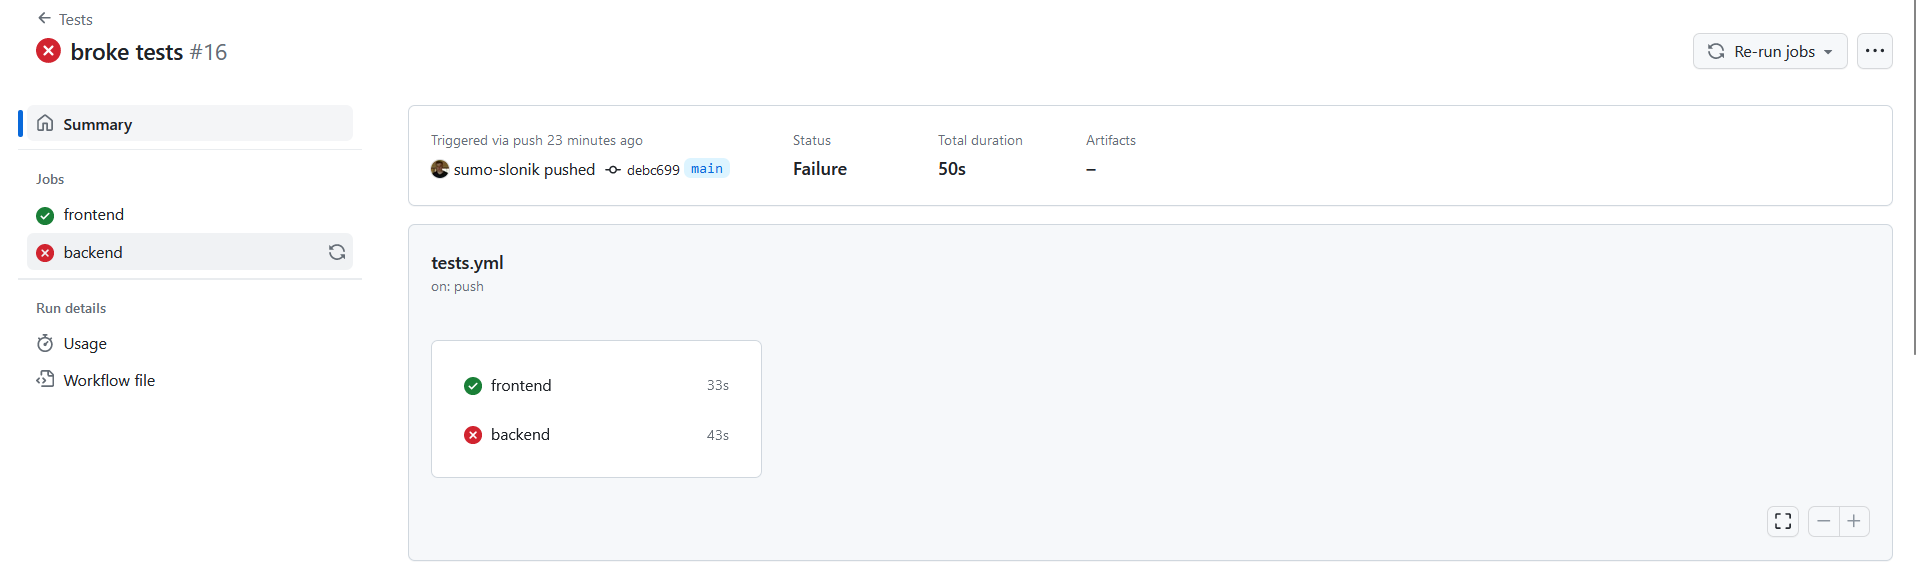 Tests
broke tests #16
Re-run jobs
Summary
Jobs
frontend
backend
Run details
Usage
Workflow file
Triggered via push 23 minutes ago
sumo-slonik pushed debc699 main
Status
Failure
Total duration
50s
Artifacts
–
tests.yml
on: push
frontend 33s
backend 43s